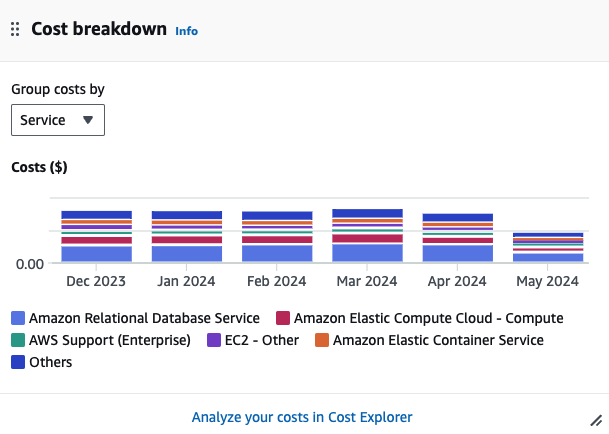 Cost breakdown Info
Group costs by
Service
Costs ($)
0.00
Dec 2023 Jan 2024 Feb 2024 Mar 2024 Apr 2024 May 2024
Amazon Relational Database Service Amazon Elastic Compute Cloud - Compute
AWS Support (Enterprise) EC2 - Other Amazon Elastic Container Service
Others
Analyze your costs in Cost Explorer